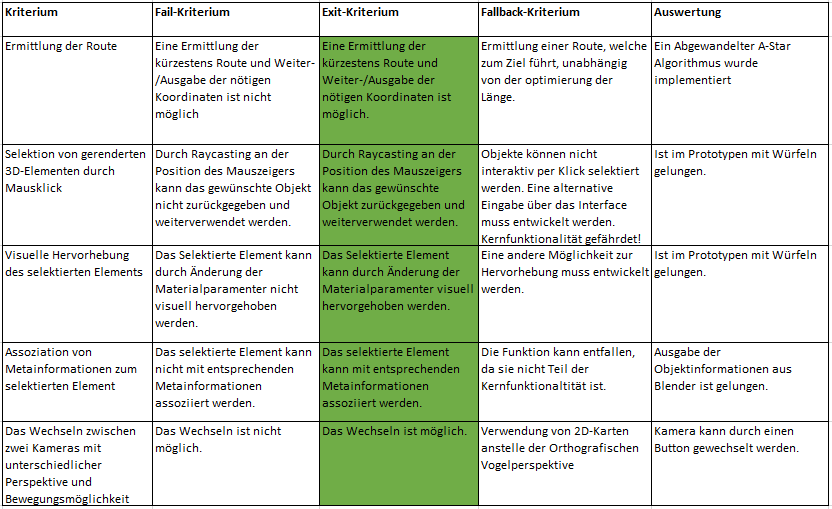 Kriterium
Fail-Kriterium
Exit-Kriterium
Fallback-Kriterium
Auswertung
Ermittlung der Route
Eine Ermittlung der
kürzestens Route und Weiter-
/Ausgabe der nötigen
Koordinaten ist nicht
möglich
Eine Ermittlung der
kürzestens Route und
Weiter-/Ausgabe der
nötigen Koordinaten ist
möglich.
Ermittlung einer Route, welche
zum Ziel führt, unabhängig
von der optimierung der
Länge.
Ein Abgewandelter A-Star
Algorithmus wurde
implementiert
Selektion von gerenderten
3D-Elementen durch
Mausklick
Durch Raycasting an der
Position des Mauszeigers
kann das gewünschte Objekt
nicht zurückgegeben und
weiterverwendet werden.
Durch Raycasting an der
Position des Mauszeigers
kann das gewünschte
Objekt zurückgegeben und
weiterverwendet werden.
Objekte können nicht
interaktiv per Klick selektiert
werden. Eine alternative
Eingabe über das Interface
muss entwickelt werden.
Kernfunktionalität gefährdet!
Ist im Prototypen mit Würfeln
gelungen.
Visuelle Hervorhebung
des selektierten Elements
Das Selektierte Element kann
durch Änderung der
Materialparamenter nicht
visuell hervorgehoben
werden.
Das Selektierte Element
kann durch Änderung der
Materialparamenter visuell
hervorgehoben werden.
Eine andere Möglichkeit zur
Hervorhebung muss entwickelt
werden.
Ist im Prototypen mit Würfeln
gelungen.
Assoziation von
Metainformationen zum
selektierten Element
Das selektierte Element kann
nicht mit entsprechenden
Metainformationen
assoziiert werden.
Das selektierte Element
kann mit entsprechenden
Metainformationen
assoziiert werden.
Die Funktion kann entfallen,
da sie nicht Teil der
Kernfunktionaltität ist.
Ausgabe der
Objektinformationen aus
Blender ist gelungen.
Das Wechseln zwischen
zwei Kameras mit
unterschiedlicher
Perspektive und
Bewegungsmöglichkeit
Das Wechseln ist nicht
möglich.
Das Wechseln ist möglich.
Verwendung von 2D-Karten
anstelle der Orthografischen
Vogelperspektive
Kamera kann durch einen
Button gewechselt werden.